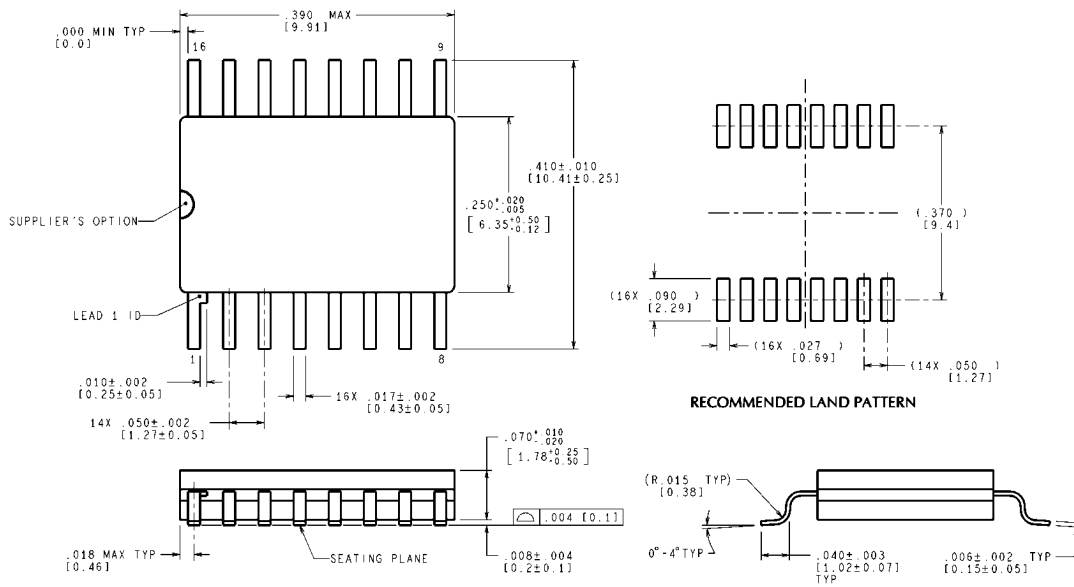 .390 MAX
[9.91]
.000 MIN TYP
[0.0]
16
9
.410±.010
[10.41±0.25]
.250+.020-.005
[6.35+0.50-0.12]
SUPPLIER'S OPTION
LEAD 1 ID
1
8
.010±.002
[0.25±0.05]
16X .017±.002
[0.43±0.05]
14X .050±.002
[1.27±0.05]
(.370)
[9.4]
(16X .090)
[2.29]
(16X .027)
[0.69]
(14X .050)
[1.27]
RECOMMENDED LAND PATTERN
.070+.010-.020
[1.78+0.25-0.50]
.004 [0.1]
.018 MAX TYP
[0.46]
SEATING PLANE
.008±.004
[0.2±0.1]
(R.015 TYP)
[0.38]
0°-4° TYP
.040±.003
[1.02±0.07]
TYP
.006±.002 TYP
[0.15±0.05]